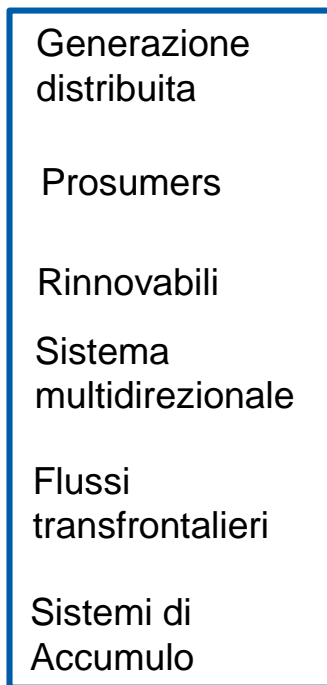 Generazione
distribuita
Prosumers
Rinnovabili
Sistema
multidirezionale
Flussi
transfrontalieri
Sistemi di
Accumulo